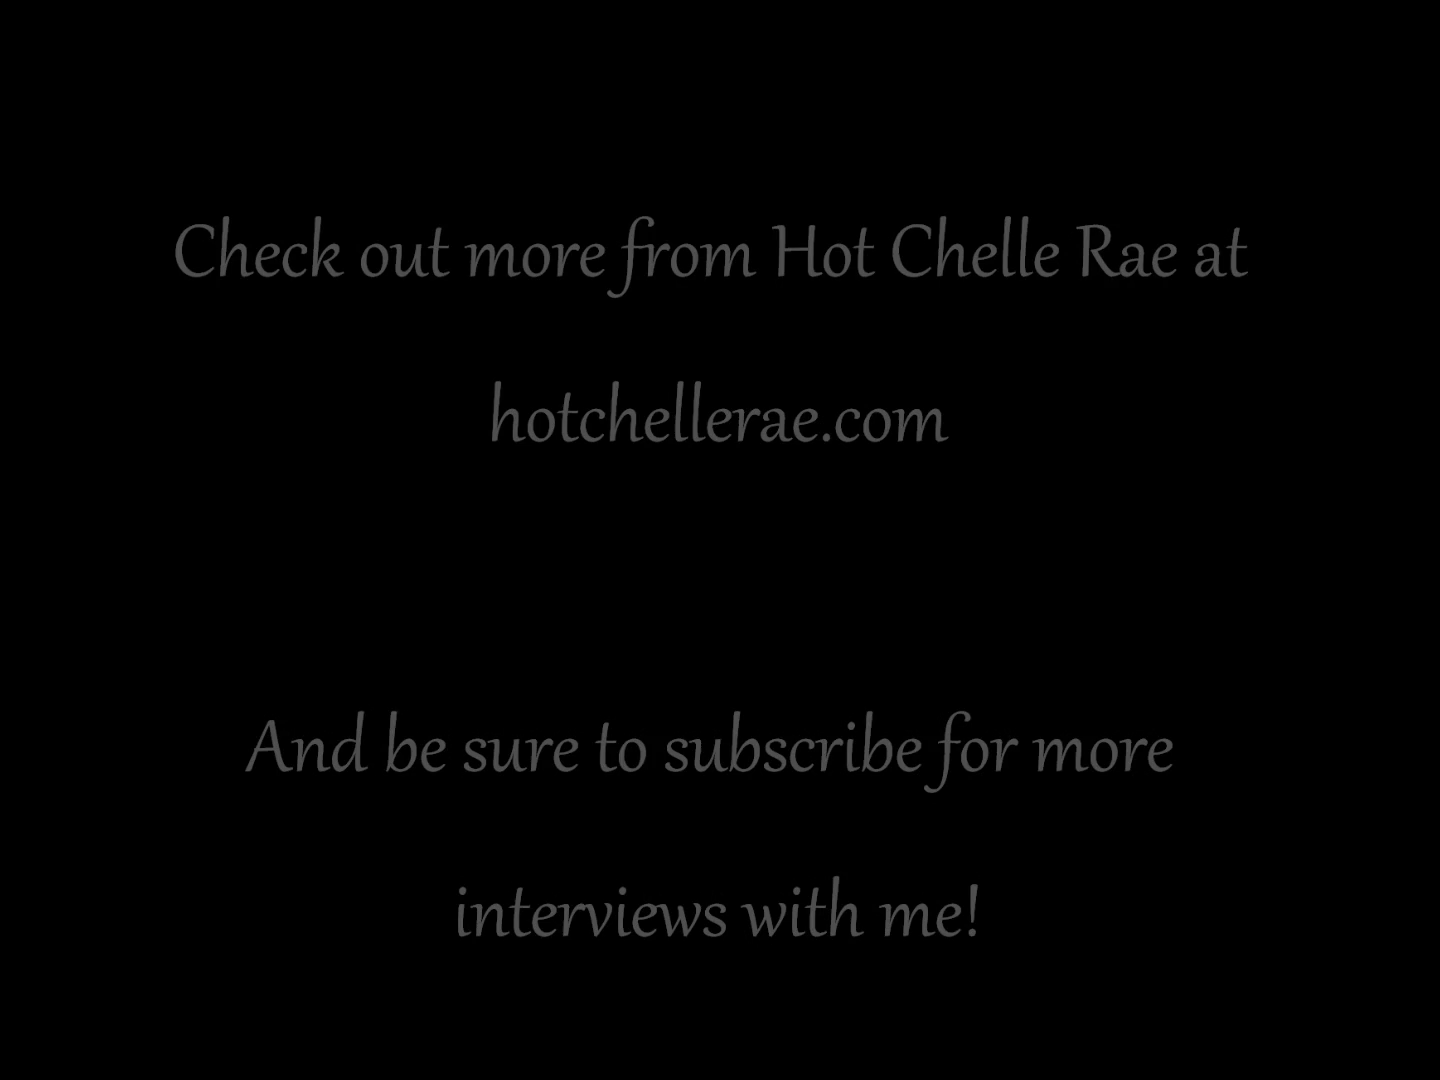 Check out more from Hot Chelle Rae at
hotchellerae.com
And be sure to subscribe for more
interviews with me!